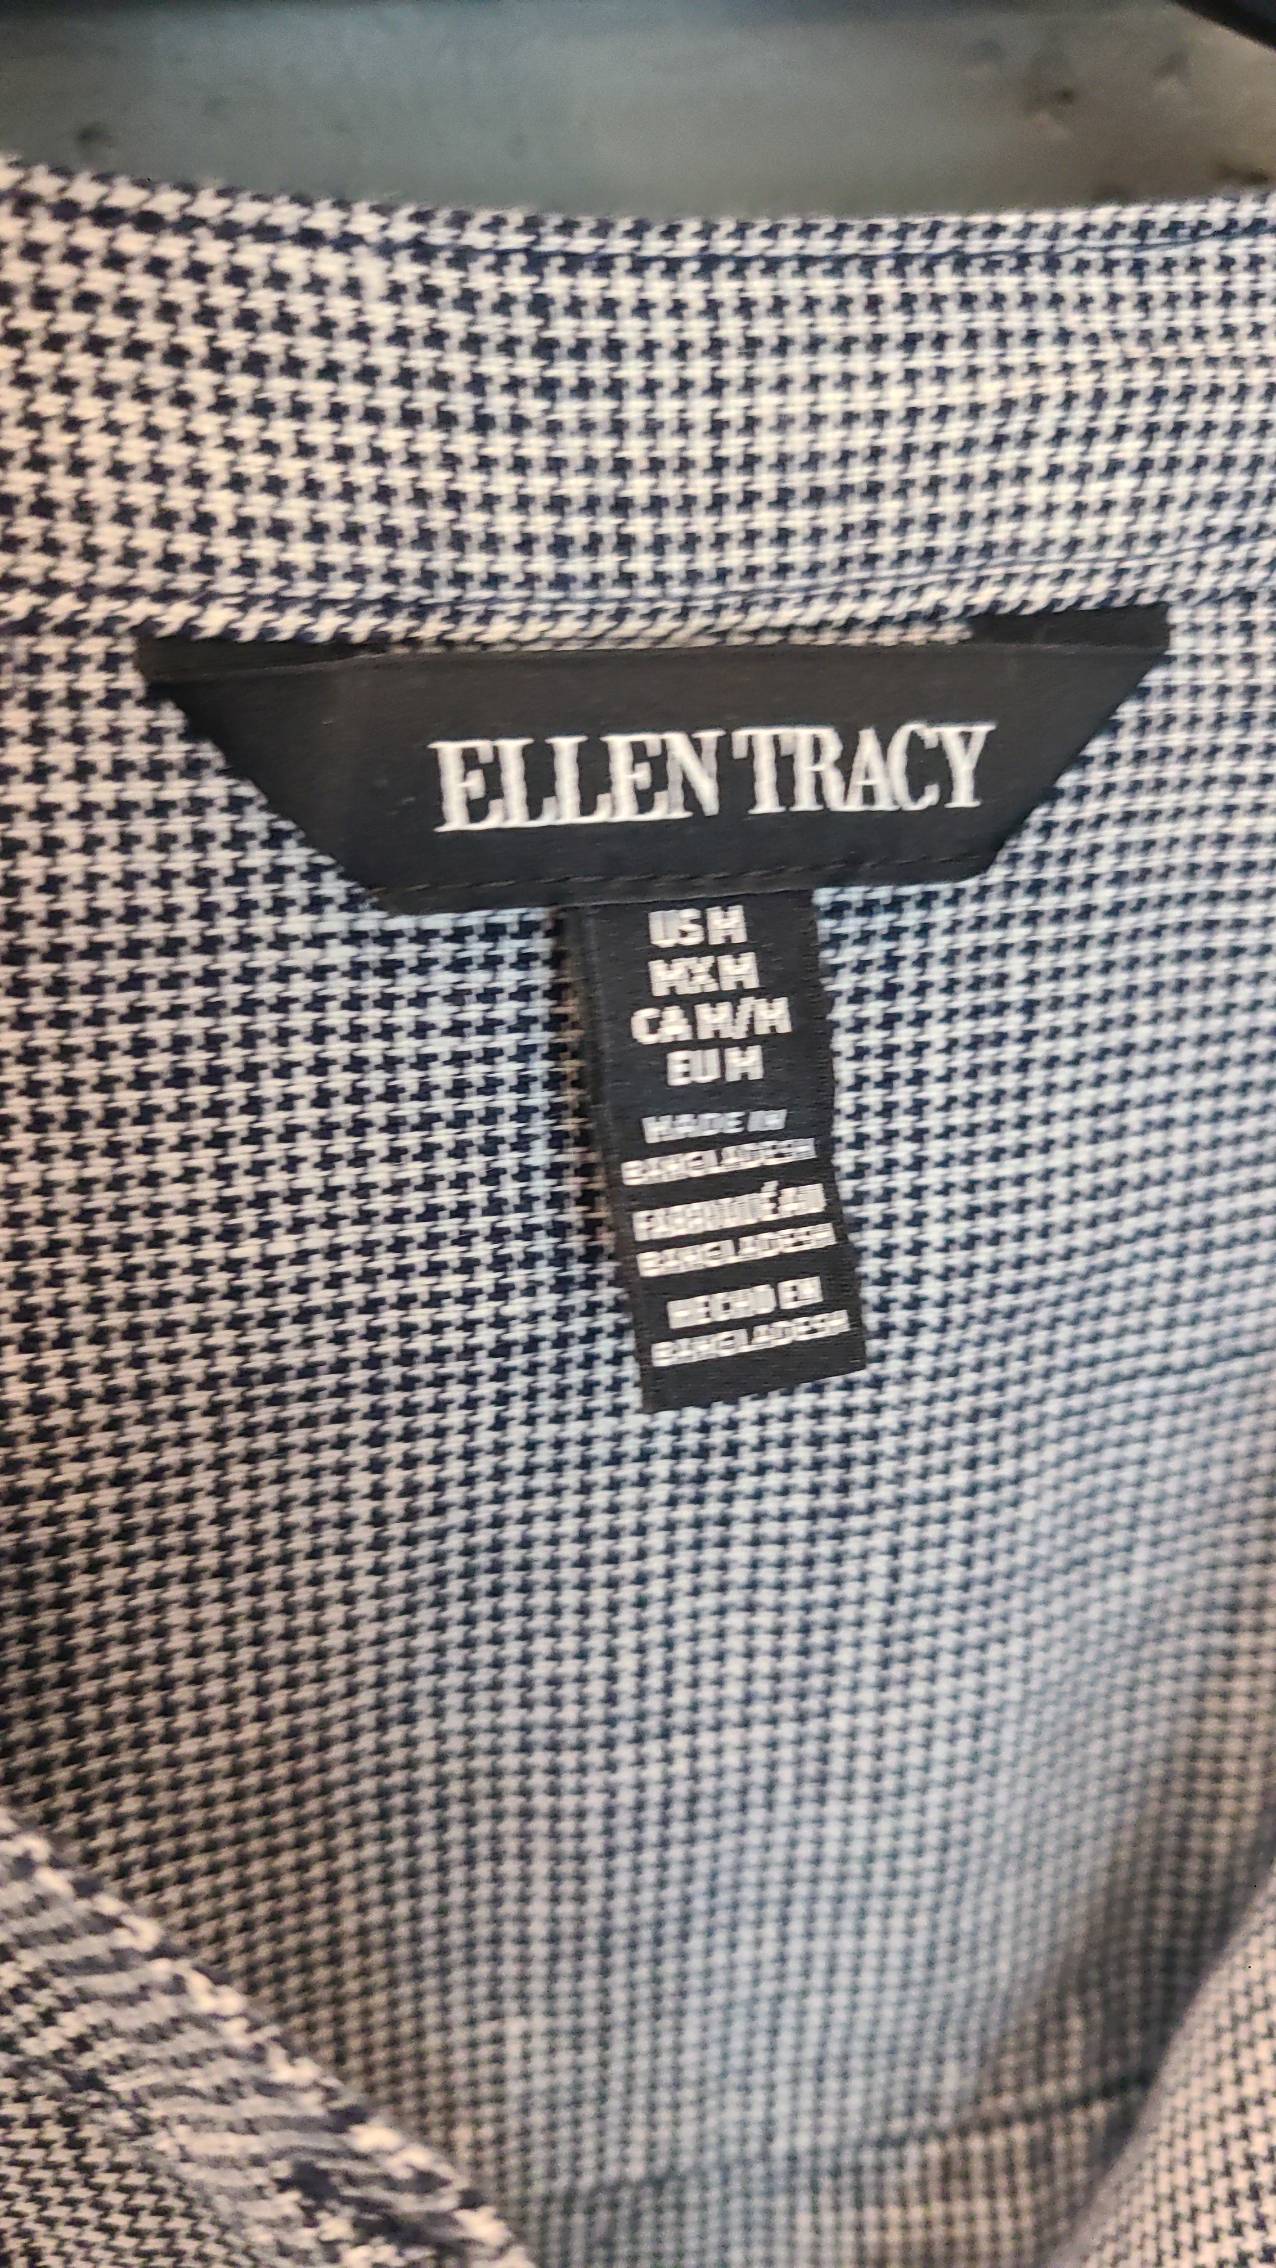 ELLEN TRACY
US M
MX M
CA M/M
EU M
MADE IN
BANGLADESH
FABRIQUÉ AU
BANGLADESH
HECHO EN
BANGLADESH